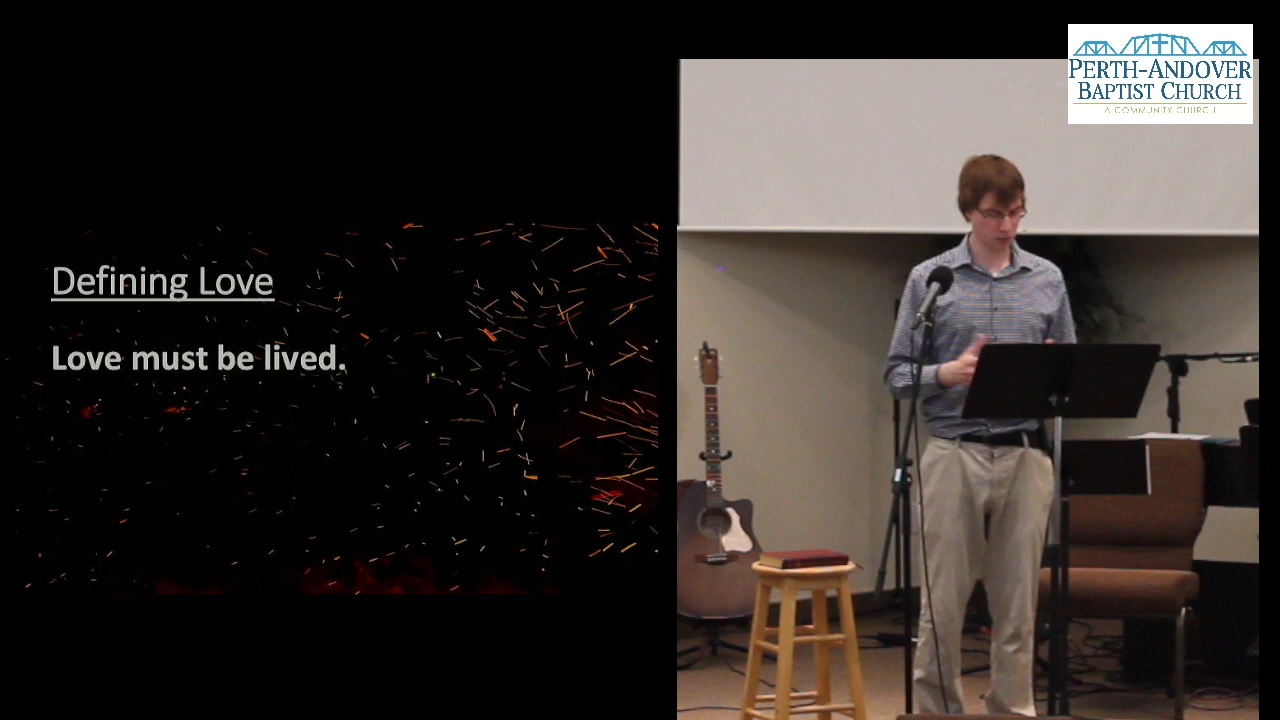 PERTH-ANDOVER
BAPTIST CHURCH
A COMMUNITY CHURCH
Defining Love
Love must be lived.